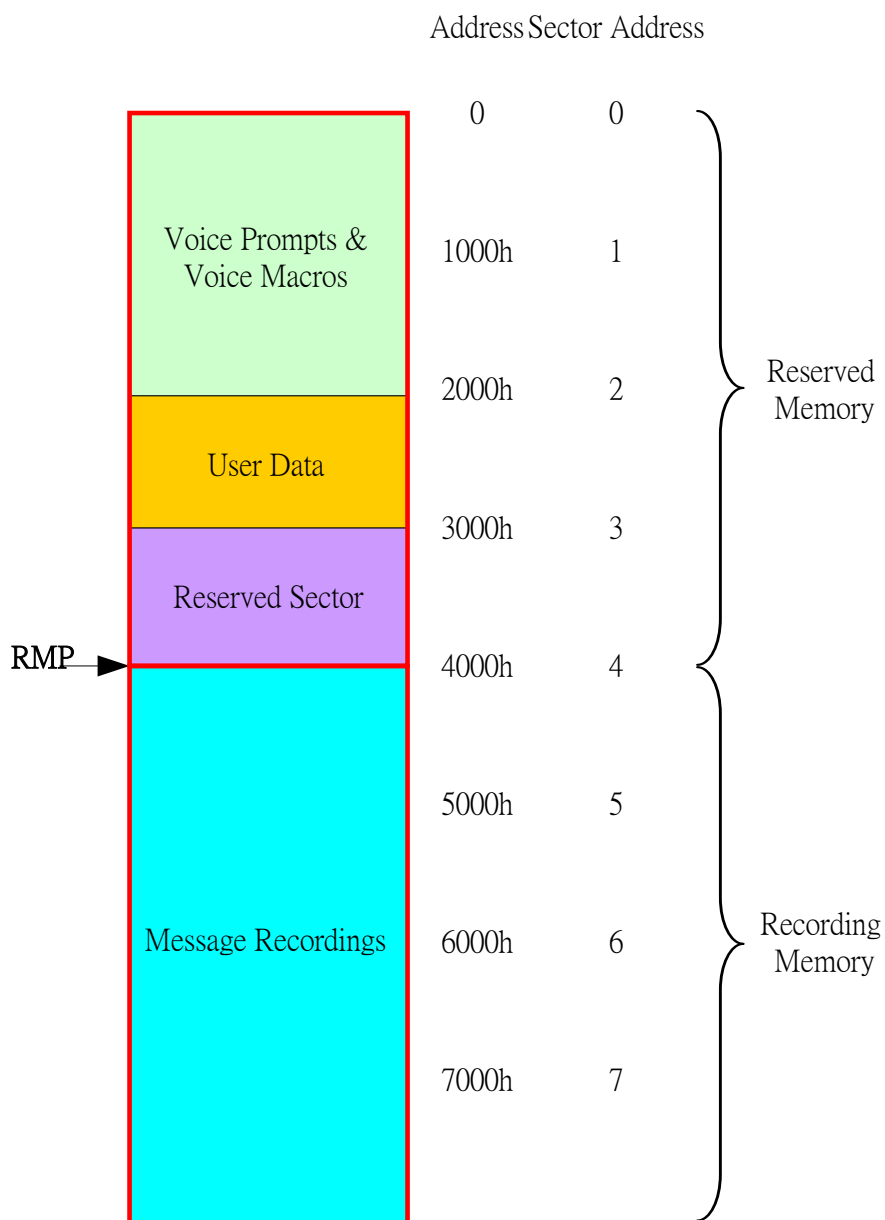 Address Sector Address
0 0
Voice Prompts &
Voice Macros
1000h 1
2000h 2
Reserved
Memory
User Data
3000h 3
Reserved Sector
RMP
4000h 4
5000h 5
Message Recordings
6000h 6
Recording
Memory
7000h 7